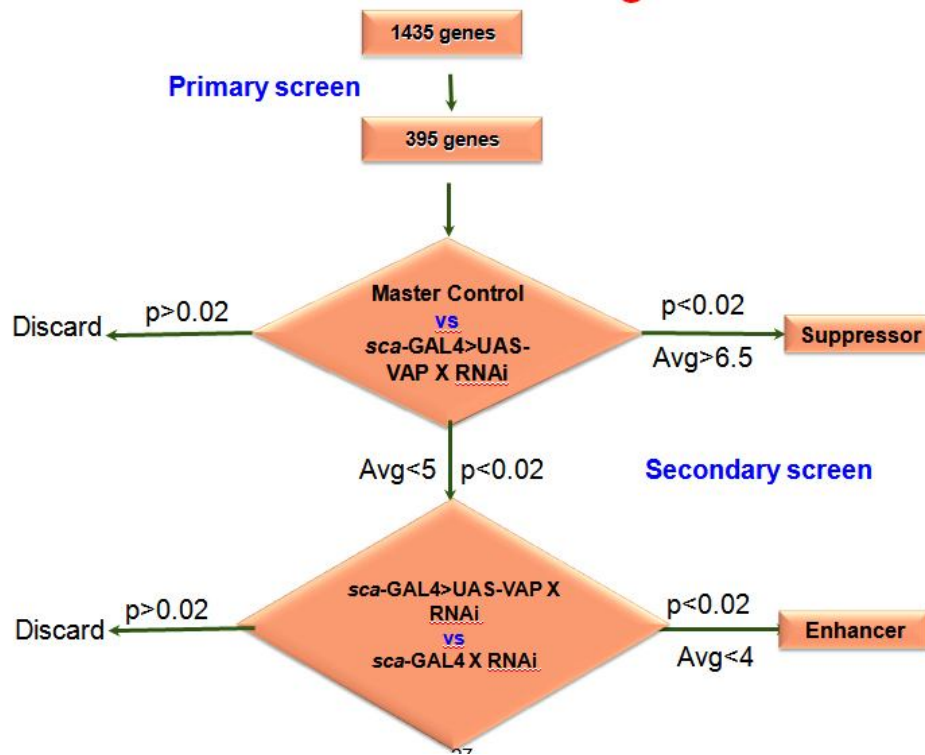 1435 genes
Primary screen
395 genes
Master Control
vs
sca-GAL4>UAS-
VAP X RNAi
p>0.02
Discard
p<0.02
Avg>6.5
Suppressor
Avg<5 p<0.02
Secondary screen
sca-GAL4>UAS-VAP X
RNAi
vs
sca-GAL4 X RNAi
p>0.02
Discard
p<0.02
Avg<4
Enhancer